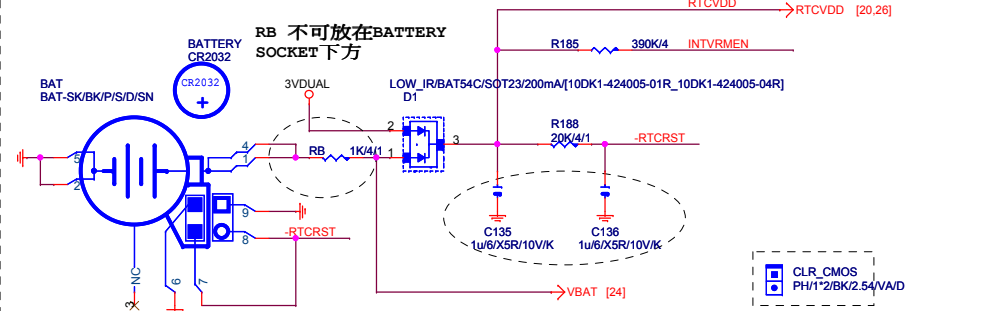 RTCVDD
RTCVDD [20,26]
RB 不可放在BATTERY
SOCKET下方
BATTERY
CR2032
CR2032
R185 390K/4 INTVRMEN
BAT
BAT-SK/BK/P/S/D/SN
3VDUAL
LOW_IR/BAT54C/SOT23/200mA/[10DK1-424005-01R_10DK1-424005-04R]
D1
R188
20K/4/1
-RTCRST
2
3
1
4
1
RB 1K/4/1
5
2
9
8
-RTCRST
C135
1u/6/X5R/10V/K
C136
1u/6/X5R/10V/K
NC
3
6
7
VBAT [24]
CLR_CMOS
PH/1*2/BK/2.54/VA/D